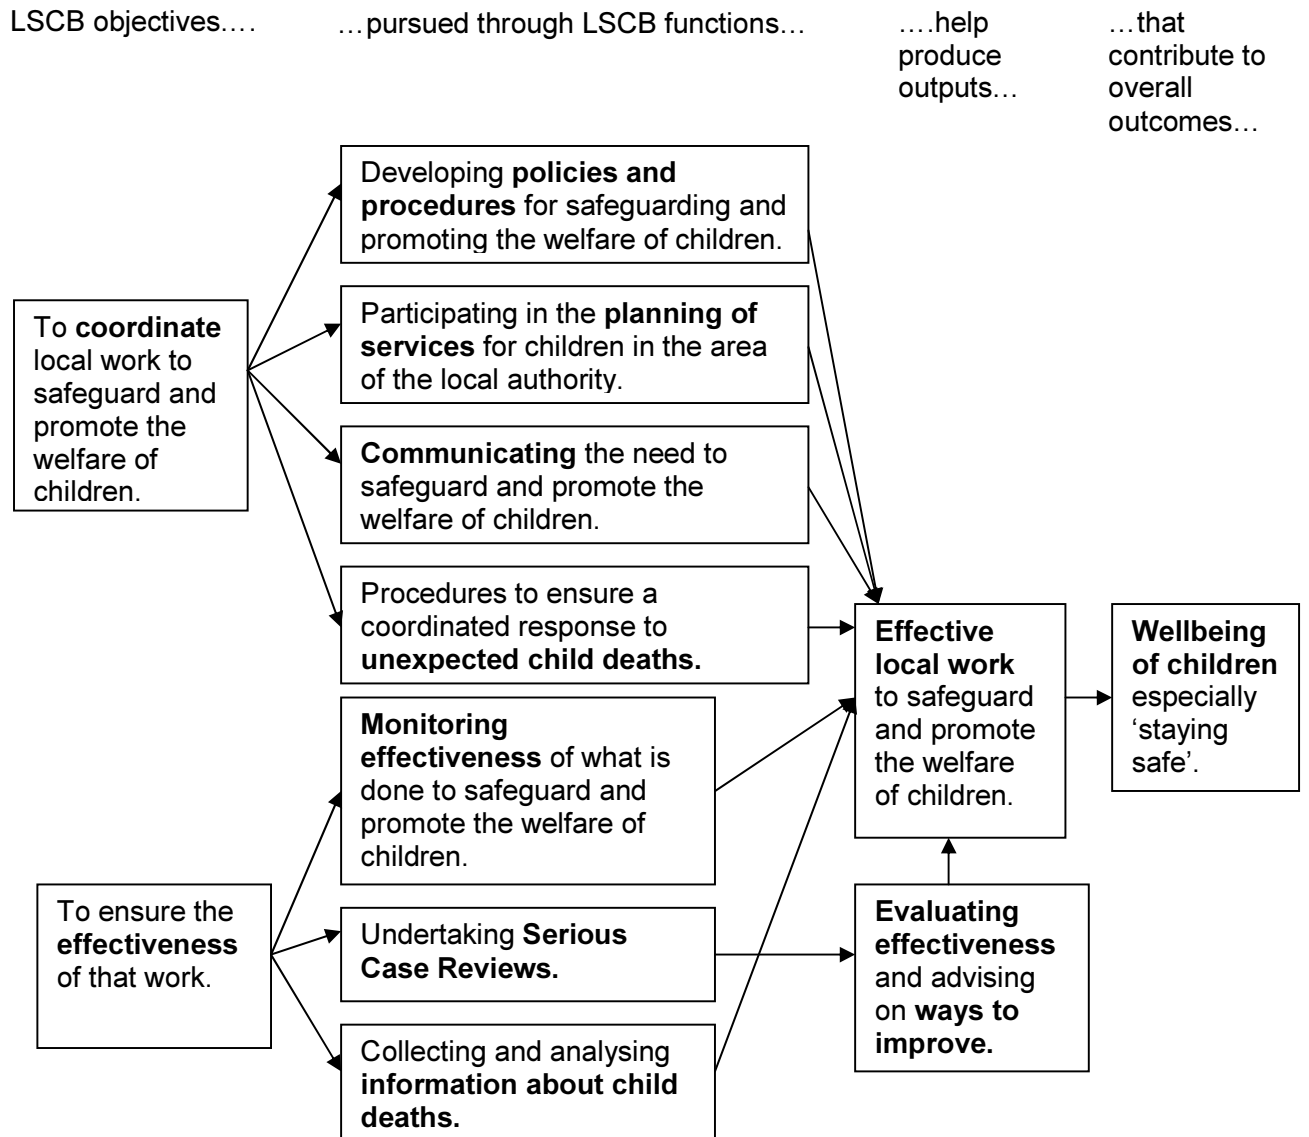 LSCB objectives….
…pursued through LSCB functions…
….help
produce
outputs…
…that
contribute to
overall
outcomes…
Developing policies and
procedures for safeguarding and
promoting the welfare of children.
To coordinate
local work to
safeguard and
promote the
welfare of
children.
Participating in the planning of
services for children in the area
of the local authority.
Communicating the need to
safeguard and promote the
welfare of children.
Procedures to ensure a
coordinated response to
unexpected child deaths.
Monitoring
effectiveness of what is
done to safeguard and
promote the welfare of
children.
To ensure the
effectiveness
of that work.
Undertaking Serious
Case Reviews.
Collecting and analysing
information about child
deaths.
Effective
local work
to safeguard
and promote
the welfare
of children.
Evaluating
effectiveness
and advising
on ways to
improve.
Wellbeing
of children
especially
‘staying
safe’.